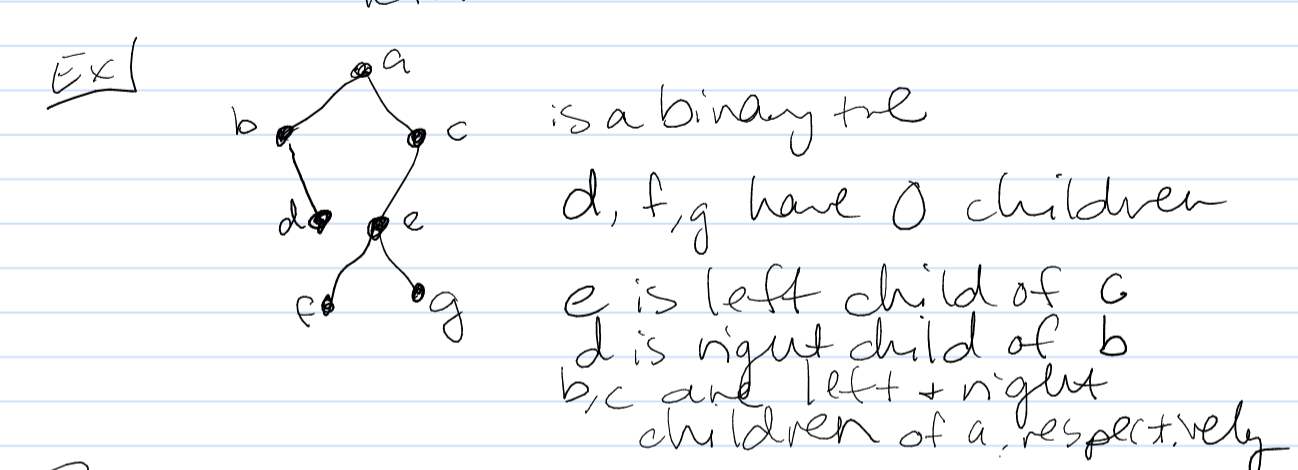 Ex
a
b
c
is a binary tree
d
e
d, f, g have 0 children
f
g
e is left child of c
d is right child of b
b, c are left + right
children of a, respectively